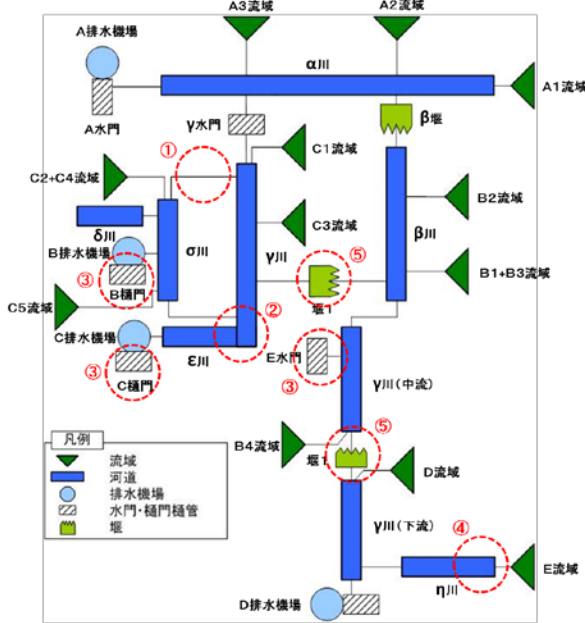 A3流域
A2流域
A排水機場
α川
A1流域
A水門
γ水門
β堰
①
C1流域
C2+C4流域
B2流域
δ川
C3流域
β川
B排水機場
σ川
γ川
⑤
③
B樋門
B1+B3流域
C5流域
②
堰1
C排水機場
ε川
E水門
③
③
C樋門
γ川(中流)
⑤
凡例
B4流域
堰1
D流域
流域
河道
排水機場
水門・樋門樋管
堰
γ川(下流)
④
E流域
η川
D排水機場